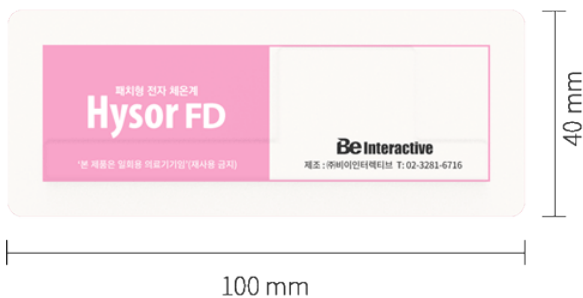 패치형 전자 체온계
Hysor FD
'본 제품은 일회용 의료기기임'(재사용 금지)
Be Interactive
제조 : ㈜비이인터렉티브 T: 02-3281-6716
40 mm
100 mm